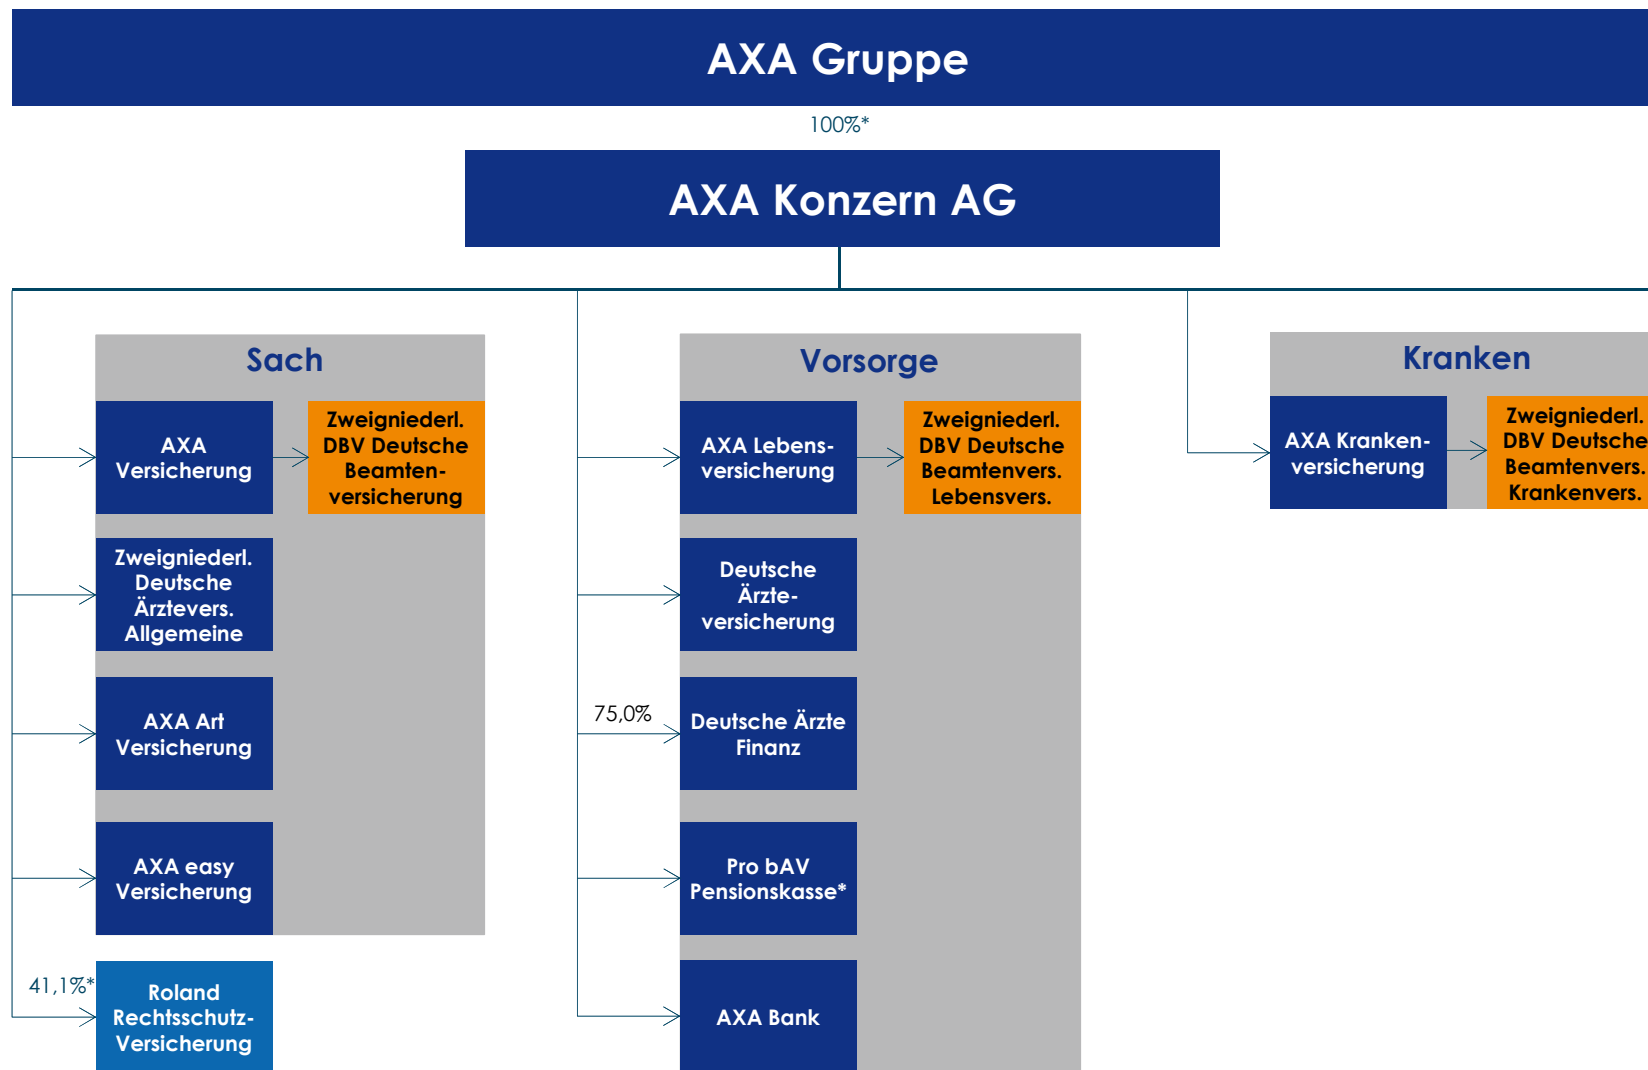 AXA Gruppe
100%*
AXA Konzern AG
Sach
AXA
Versicherung
Zweigniederl.
DBV Deutsche
Beamten-
versicherung
Zweigniederl.
Deutsche
Ärztevers.
Allgemeine
AXA Art
Versicherung
AXA easy
Versicherung
41,1%*
Roland
Rechtsschutz-
Versicherung
Vorsorge
AXA Lebens-
versicherung
Zweigniederl.
DBV Deutsche
Beamtenvers.
Lebensvers.
Deutsche
Ärzte-
versicherung
75,0%
Deutsche Ärzte
Finanz
Pro bAV
Pensionskasse*
AXA Bank
Kranken
AXA Kranken-
versicherung
Zweigniederl.
DBV Deutsche
Beamtenvers.
Krankenvers.